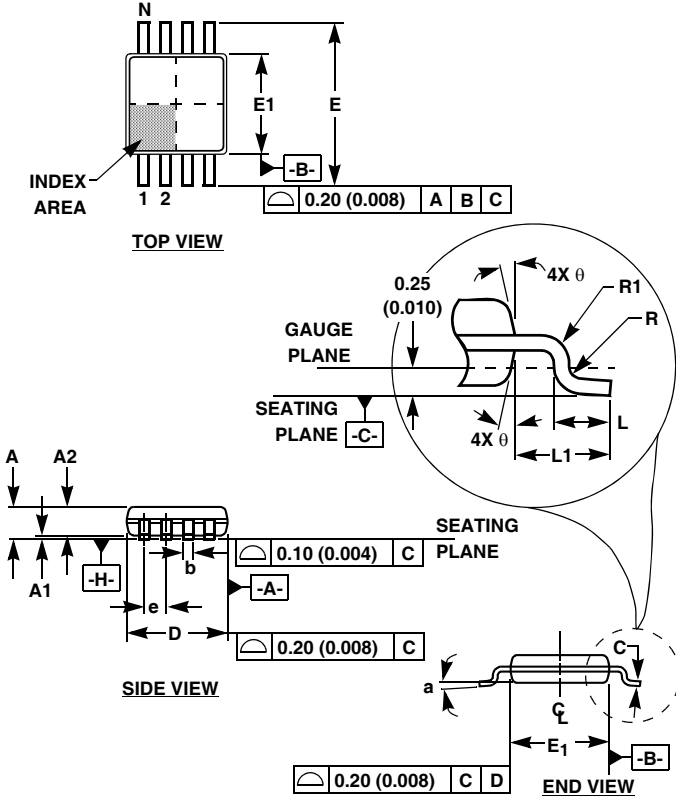 N
E1
E
-B-
INDEX
AREA
1 2
0.20 (0.008) A B C
TOP VIEW
0.25
(0.010)
4X θ
R1
R
GAUGE
PLANE
SEATING
PLANE
-C-
4X θ
L
L1
A
A2
A1
-H-
b
e
D
SEATING
PLANE
0.10 (0.004) C
-A-
0.20 (0.008) C
SIDE VIEW
C
a
CL
E1
-B-
0.20 (0.008) C D
END VIEW